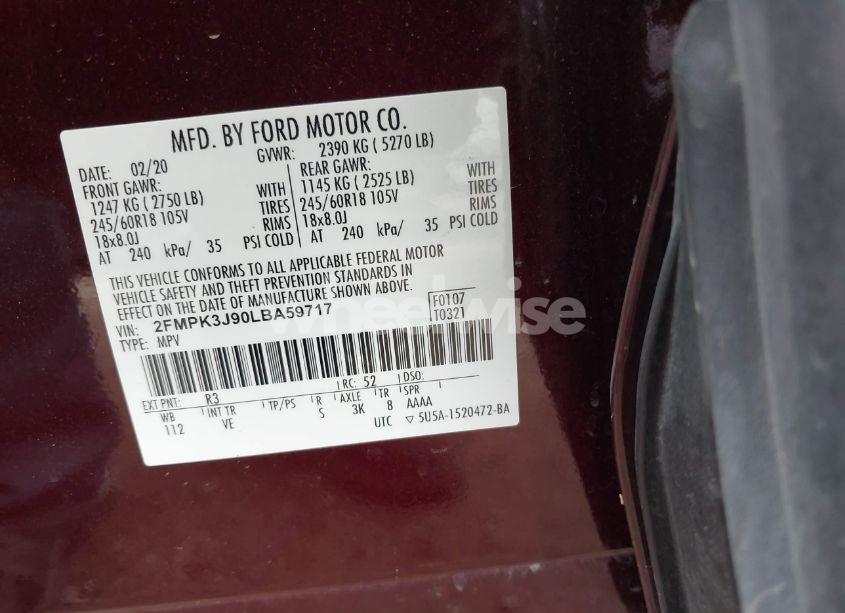 MFD. BY FORD MOTOR CO.
DATE: 02/20 GVWR: 2390 KG ( 5270 LB)
FRONT GAWR: REAR GAWR:
1247 KG ( 2750 LB) WITH 1145 KG ( 2525 LB) WITH
245/60R18 105V TIRES 245/60R18 105V TIRES
18x8.0J RIMS 18x8.0J RIMS
AT 240 kPa/ 35 PSI COLD AT 240 kPa/ 35 PSI COLD
THIS VEHICLE CONFORMS TO ALL APPLICABLE FEDERAL MOTOR
VEHICLE SAFETY AND THEFT PREVENTION STANDARDS IN
EFFECT ON THE DATE OF MANUFACTURE SHOWN ABOVE.
VIN: 2FMPK3J90LBA59717 F0107
TYPE: MPV T0321
EXT PNT: R3 RC: 52 DSO:
WB INT TR TP/PS R AXLE TR SPR
112 VE S 3K 8 AAAA
UTC ▽ 5U5A-1520472-BA
wheelwise